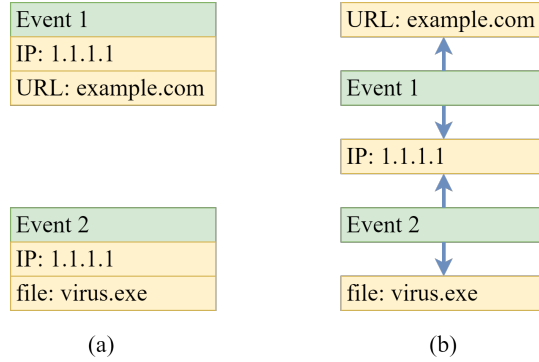 Event 1
IP: 1.1.1.1
URL: example.com
Event 2
IP: 1.1.1.1
file: virus.exe
(a)
URL: example.com
Event 1
IP: 1.1.1.1
Event 2
file: virus.exe
(b)